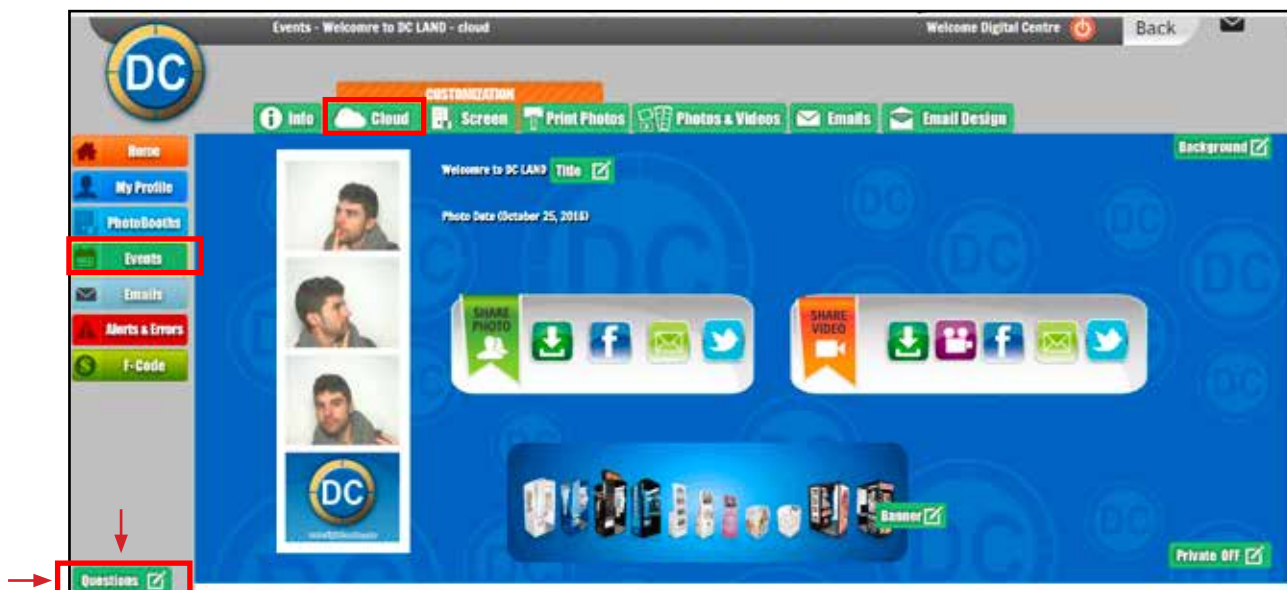 Events - Welcomre to DC LAND - cloud
Welcome Digital Centre
Back
DC
CUSTOMIZATION
Info
Cloud
Screen
Print Photos
Photos & Videos
Emails
Email Design
Home
My Profile
PhotoBooths
Events
Emails
Alerts & Errors
F-Code
Questions
Background
Welcomre to DC LAND
Title
Photo Date (October 25, 2016)
SHARE
PHOTO
SHARE
VIDEO
DC
Banner
Private OFF